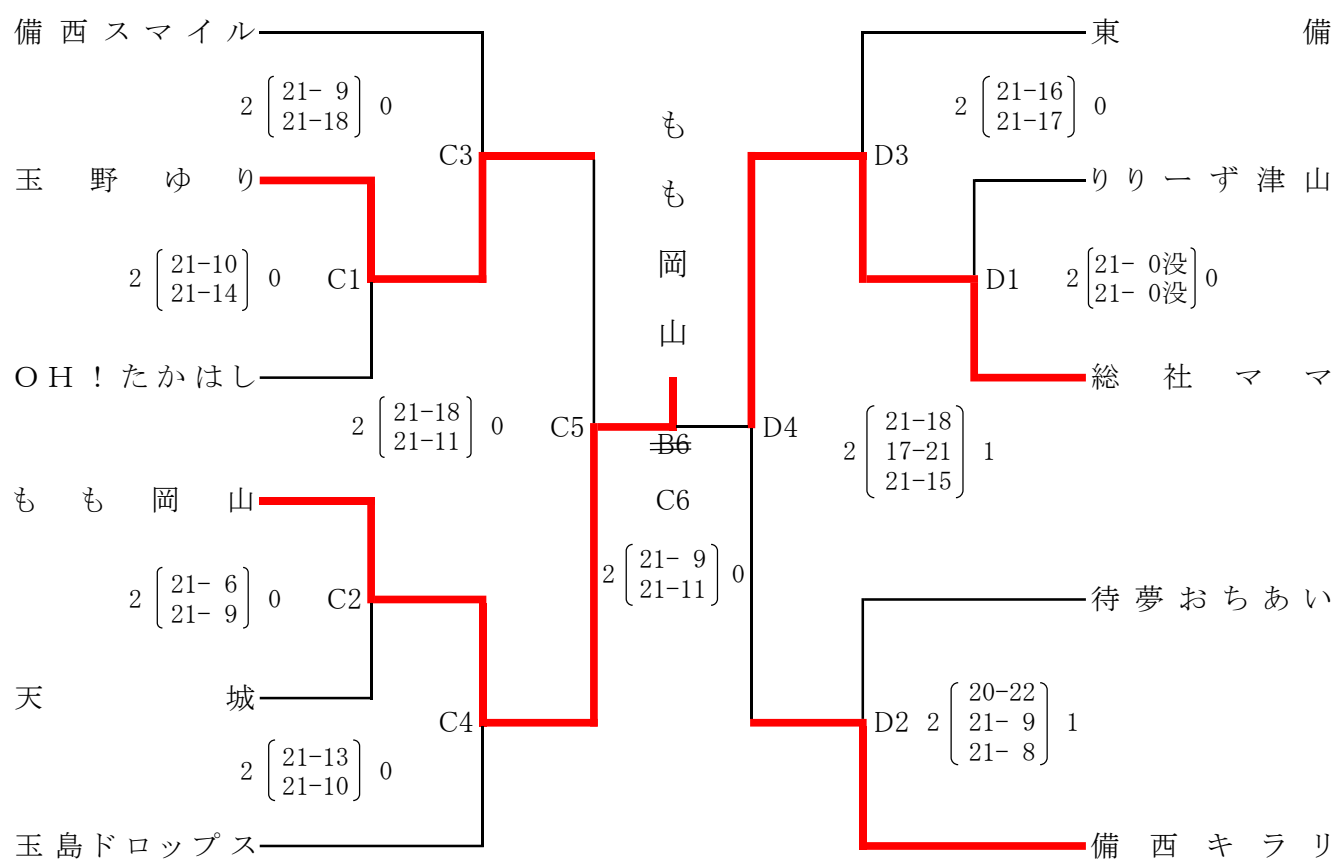 備西スマイル
東備
2 21- 9 0
21-18
2 21-16 0
21-17
もも岡山
C3
D3
玉野ゆり
りりーず津山
2 21-10 0
21-14
C1
D1
2 21- 0没 0
21- 0没
OH!たかはし
総社ママ
2 21-18 0
21-11
C5
D4
B6
2 21-18 1
17-21
21-15
もも岡山
C6
2 21- 9 0
21-11
2 21- 6 0
21- 9
C2
待夢おちあい
天城
C4
D2
2 20-22 1
21- 9
21- 8
2 21-13 0
21-10
玉島ドロップス
備西キラリ